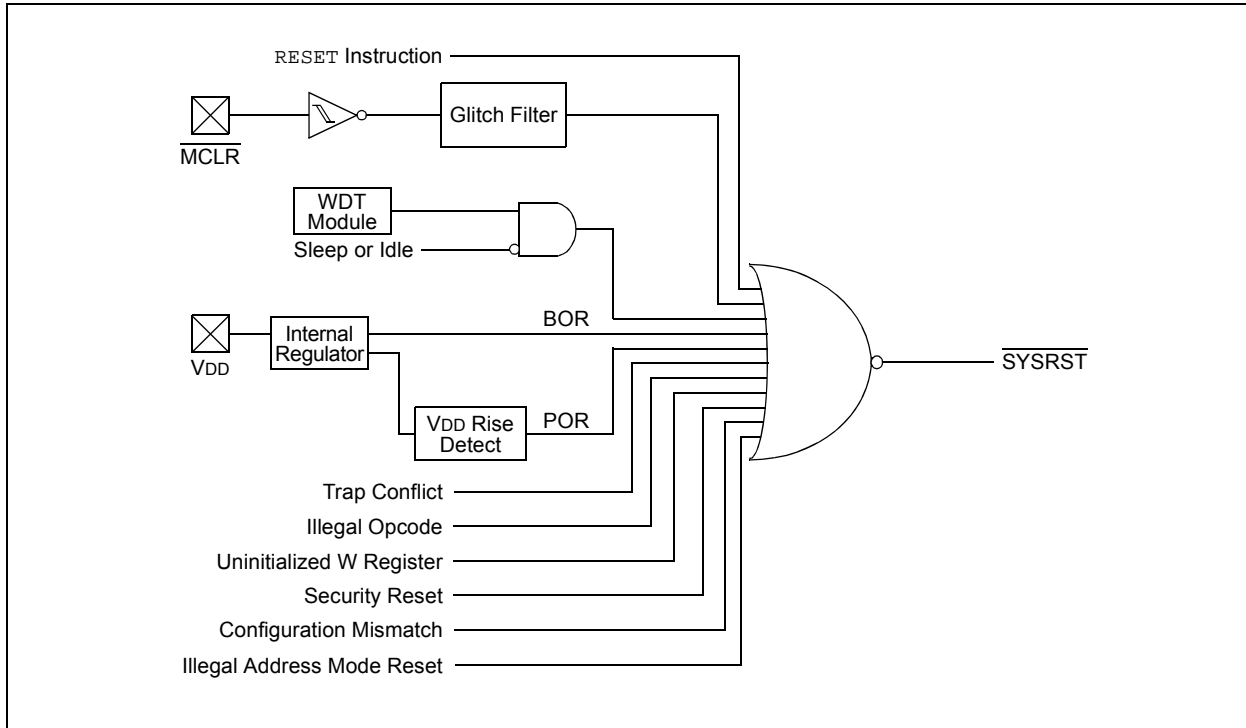 RESET Instruction
Glitch Filter
MCLR
WDT
Module
Sleep or Idle
BOR
Internal
Regulator
VDD
SYSRST
VDD Rise
Detect
POR
Trap Conflict
Illegal Opcode
Uninitialized W Register
Security Reset
Configuration Mismatch
Illegal Address Mode Reset